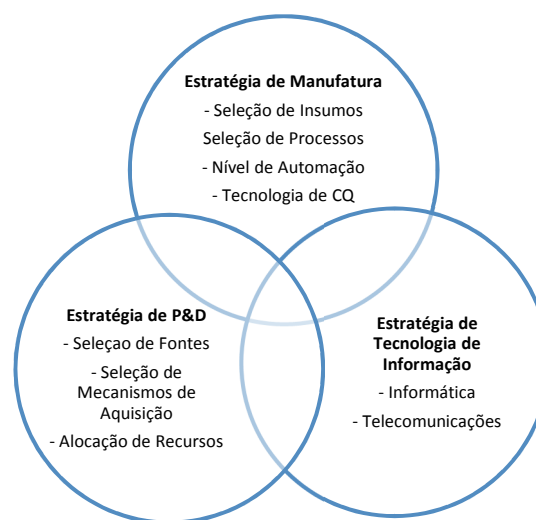 Estratégia de Manufatura
- Seleção de Insumos
Seleção de Processos
- Nível de Automação
- Tecnologia de CQ
Estratégia de P&D
- Seleçao de Fontes
- Seleção de
Mecanismos de
Aquisição
- Alocação de Recursos
Estratégia de
Tecnologia de
Informação
- Informática
- Telecomunicações